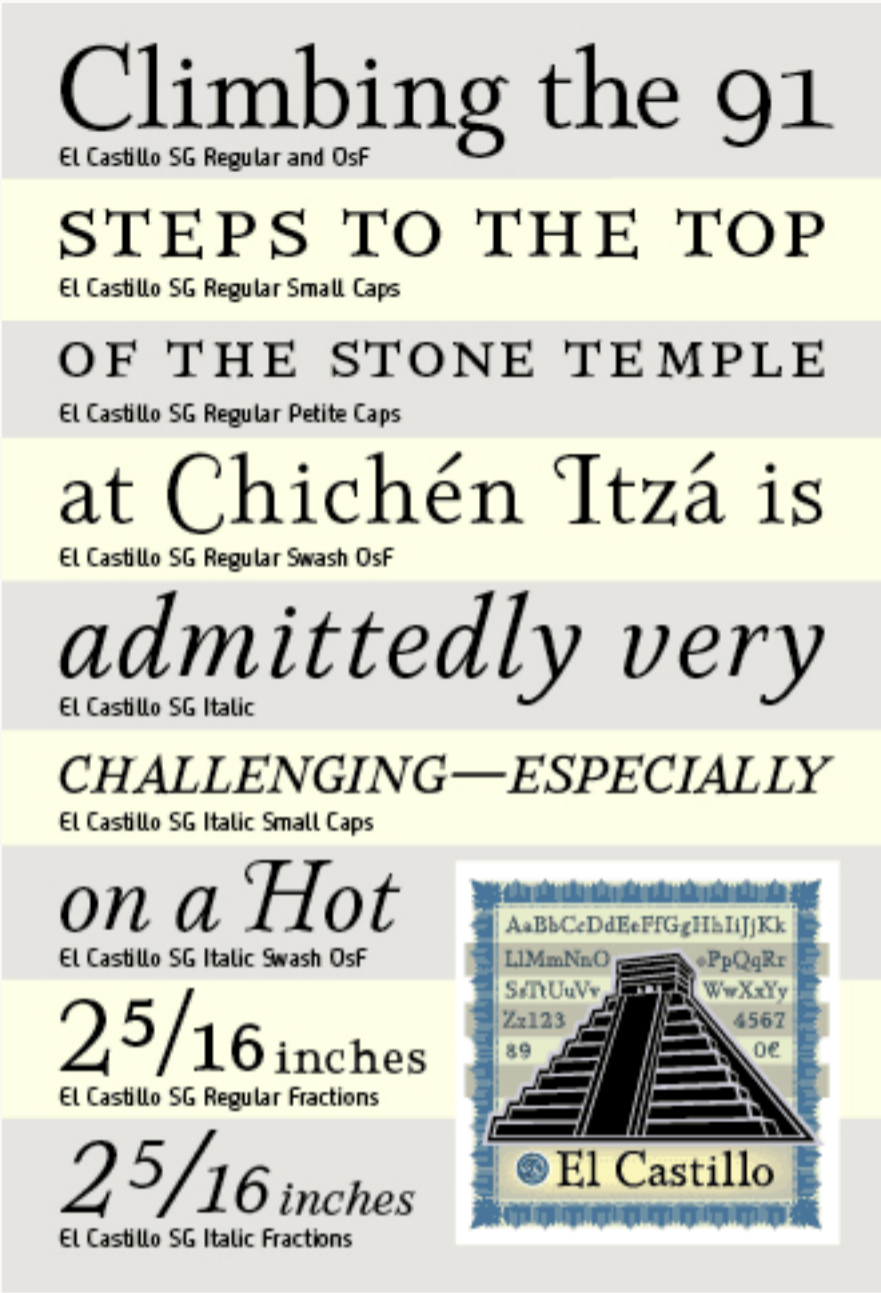 Climbing the 91
El Castillo SG Regular and OsF
STEPS TO THE TOP
El Castillo SG Regular Small Caps
OF THE STONE TEMPLE
El Castillo SG Regular Petite Caps
at Chichén Itzá is
El Castillo SG Regular Swash OsF
admittedly very
El Castillo SG Italic
CHALLENGING—ESPECIALLY
El Castillo SG Italic Small Caps
on a Hot
El Castillo SG Italic Swash OsF
2 5/16 inches
El Castillo SG Regular Fractions
2 5/16 inches
El Castillo SG Italic Fractions
AaBbCcDdEeFfGgHhIiJjKk
LlMmNnO oPpQqRr
SsTtUuVv WwXxYy
Zz123 4567
89 0€
El Castillo